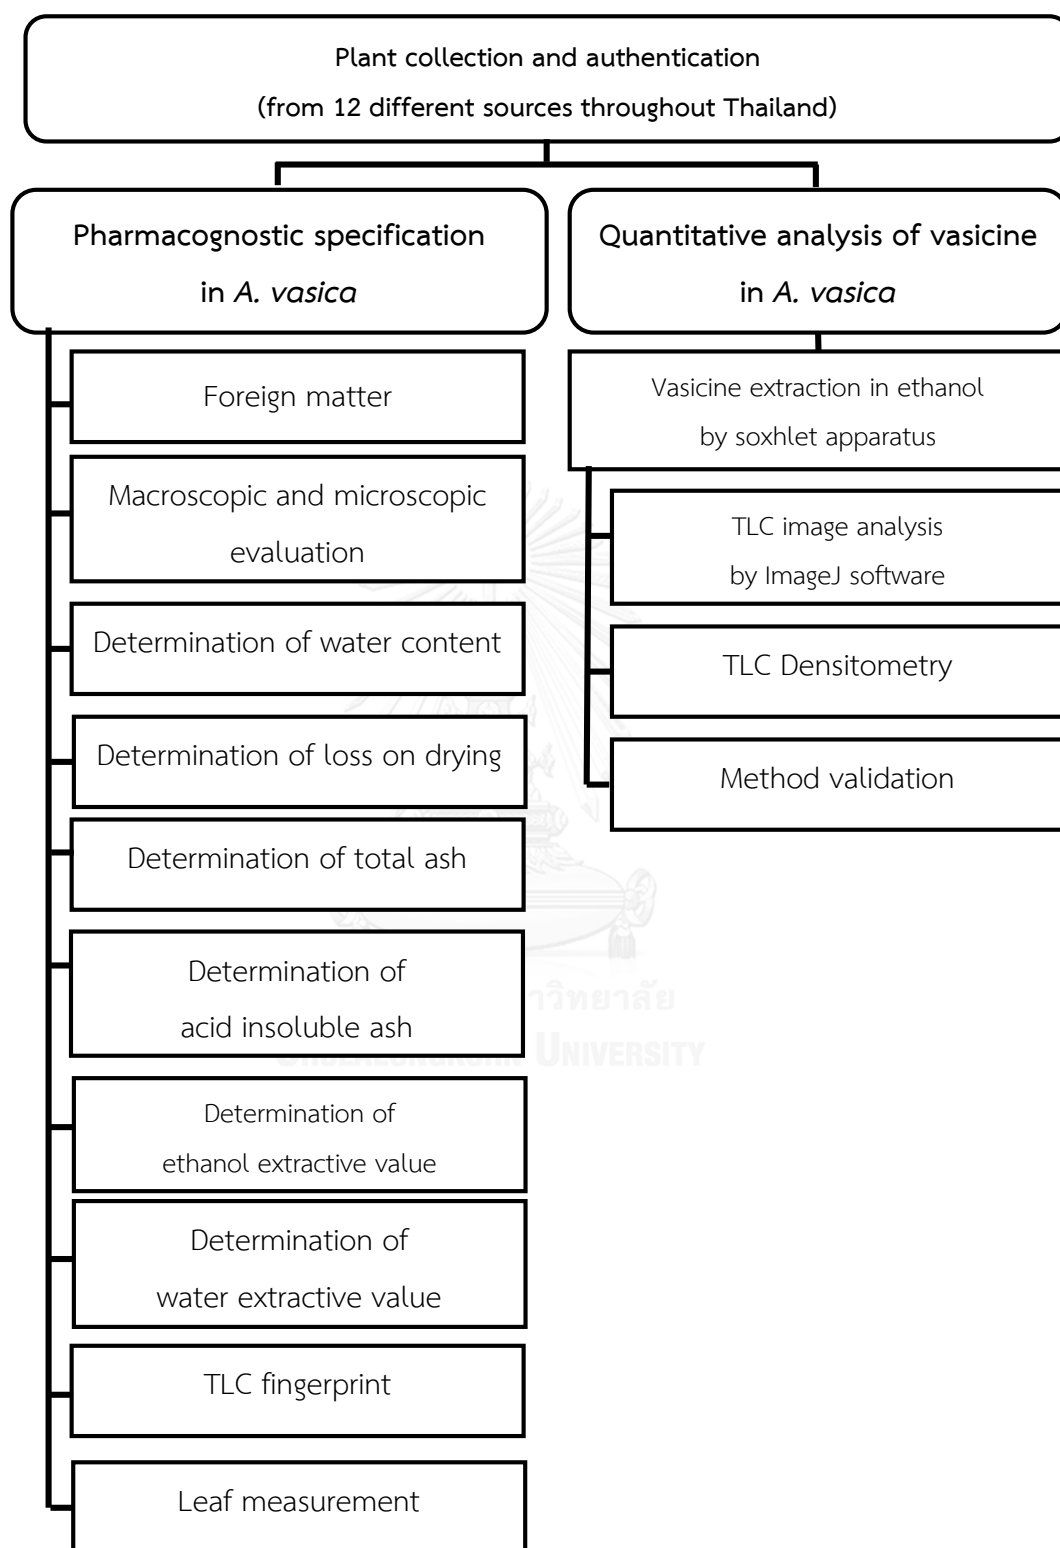 Plant collection and authentication
(from 12 different sources throughout Thailand)
Pharmacognostic specification
in A. vasica
Foreign matter
Macroscopic and microscopic
evaluation
Determination of water content
Determination of loss on drying
Determination of total ash
Determination of
acid insoluble ash
Determination of
ethanol extractive value
Determination of
water extractive value
TLC fingerprint
Leaf measurement
Quantitative analysis of vasicine
in A. vasica
Vasicine extraction in ethanol
by soxhlet apparatus
TLC image analysis
by ImageJ software
TLC Densitometry
Method validation
UNIVERSITY